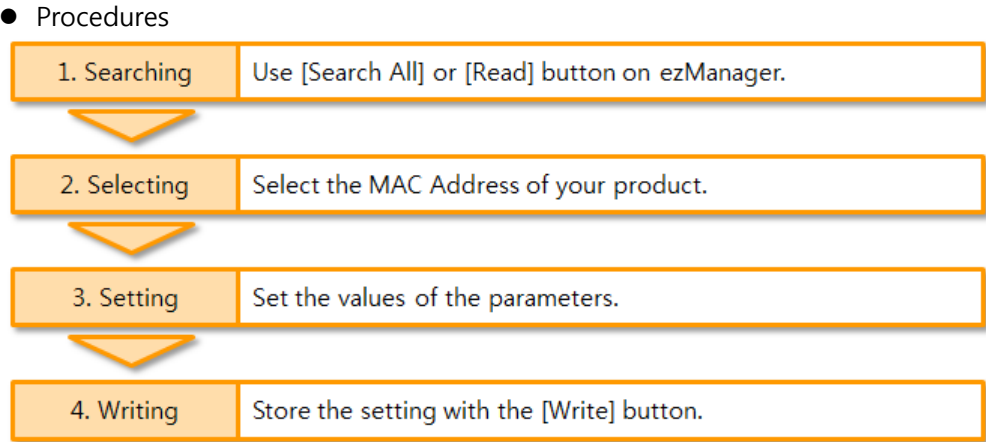 ● Procedures
1. Searching Use [Search All] or [Read] button on ezManager.
2. Selecting Select the MAC Address of your product.
3. Setting Set the values of the parameters.
4. Writing Store the setting with the [Write] button.